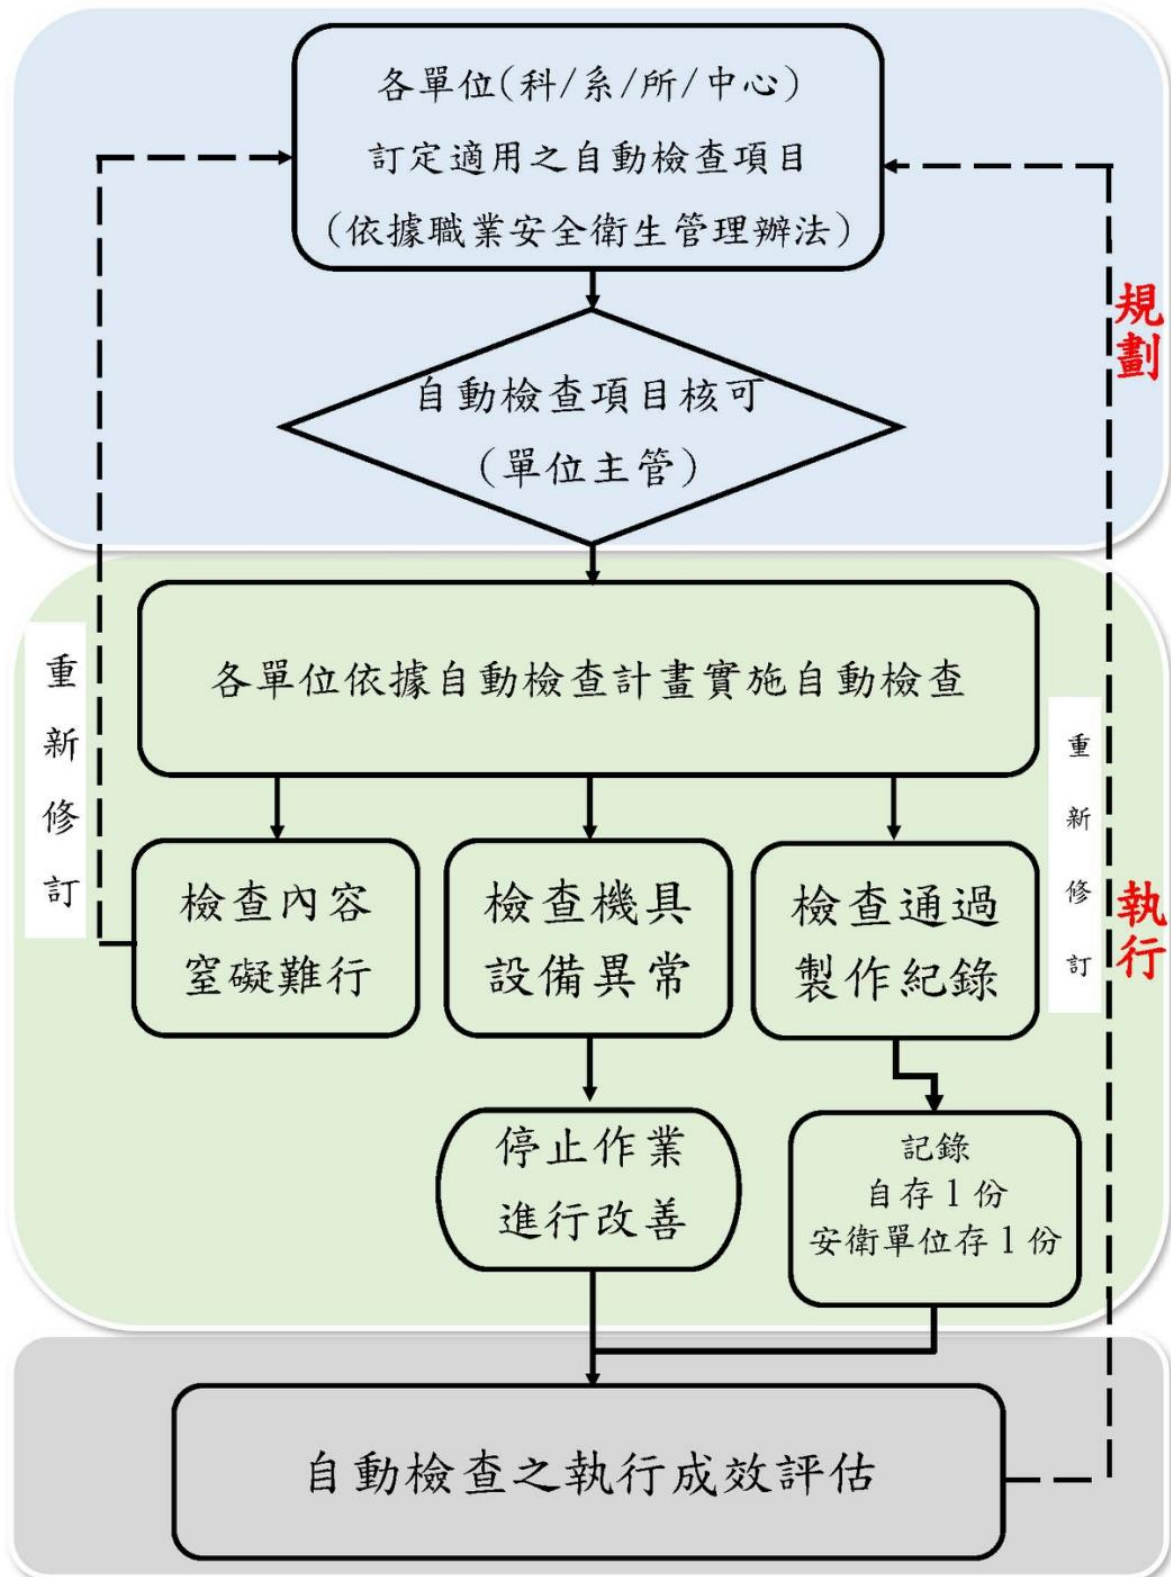 各單位(科/系/所/中心)
訂定適用之自動檢查項目
(依據職業安全衛生管理辦法)
規劃
自動檢查項目核可
(單位主管)
各單位依據自動檢查計畫實施自動檢查
重新修訂
重新修訂
檢查內容
窒礙難行
檢查機具
設備異常
檢查通過
製作紀錄
執行
停止作業
進行改善
記錄
自存1份
安衛單位存1份
自動檢查之執行成效評估